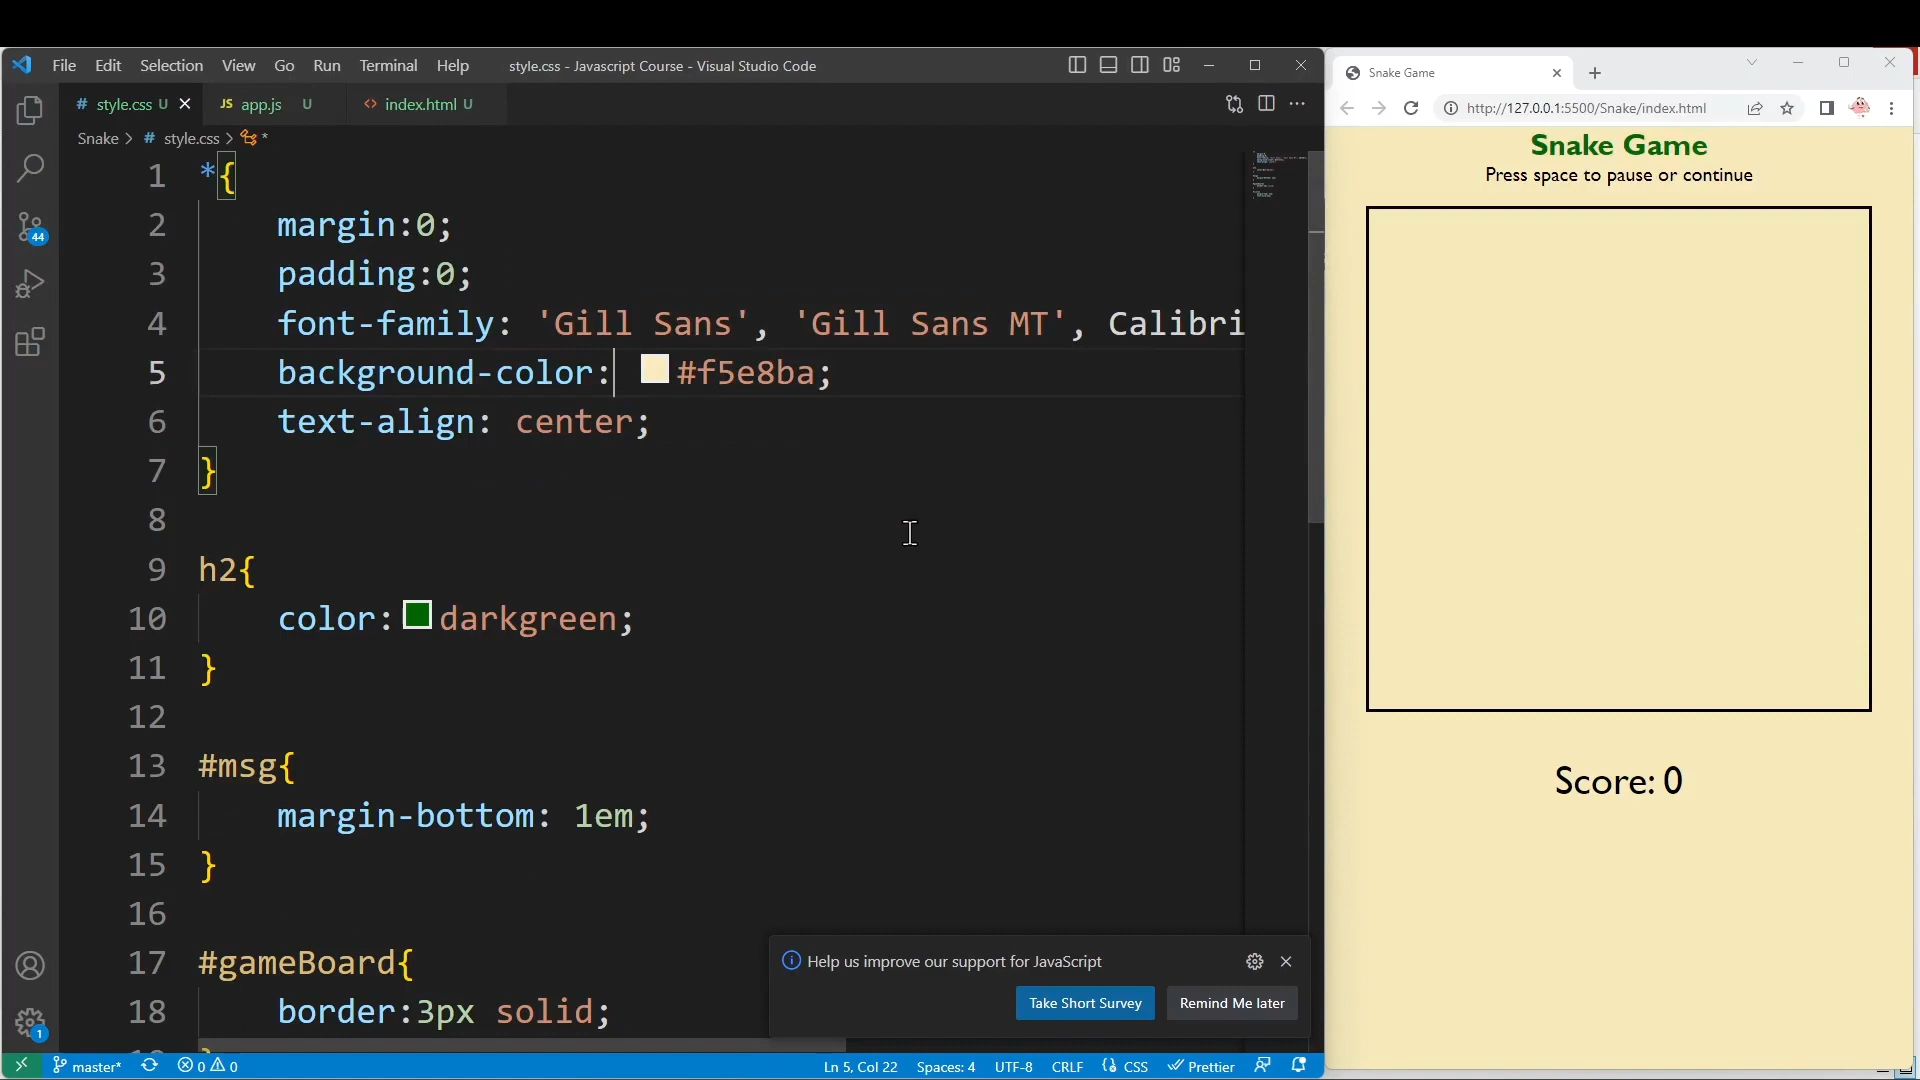 File Edit Selection View Go Run Terminal Help style.css - Javascript Course - Visual Studio Code
# style.css U JS app.js U <> index.html U
Snake > # style.css > *
1 *{
2 margin:0;
3 padding:0;
4 font-family: 'Gill Sans', 'Gill Sans MT', Calibri
5 background-color: #f5e8ba;
6 text-align: center;
7 }
8
9 h2{
10 color: darkgreen;
11 }
12
13 #msg{
14 margin-bottom: 1em;
15 }
16
17 #gameBoard{
18 border:3px solid;
44
1
Help us improve our support for JavaScript
Take Short Survey Remind Me later
master* 0 0 Ln 5, Col 22 Spaces: 4 UTF-8 CRLF CSS Prettier
Snake Game
http://127.0.0.1:5500/Snake/index.html
Snake Game
Press space to pause or continue
Score: 0